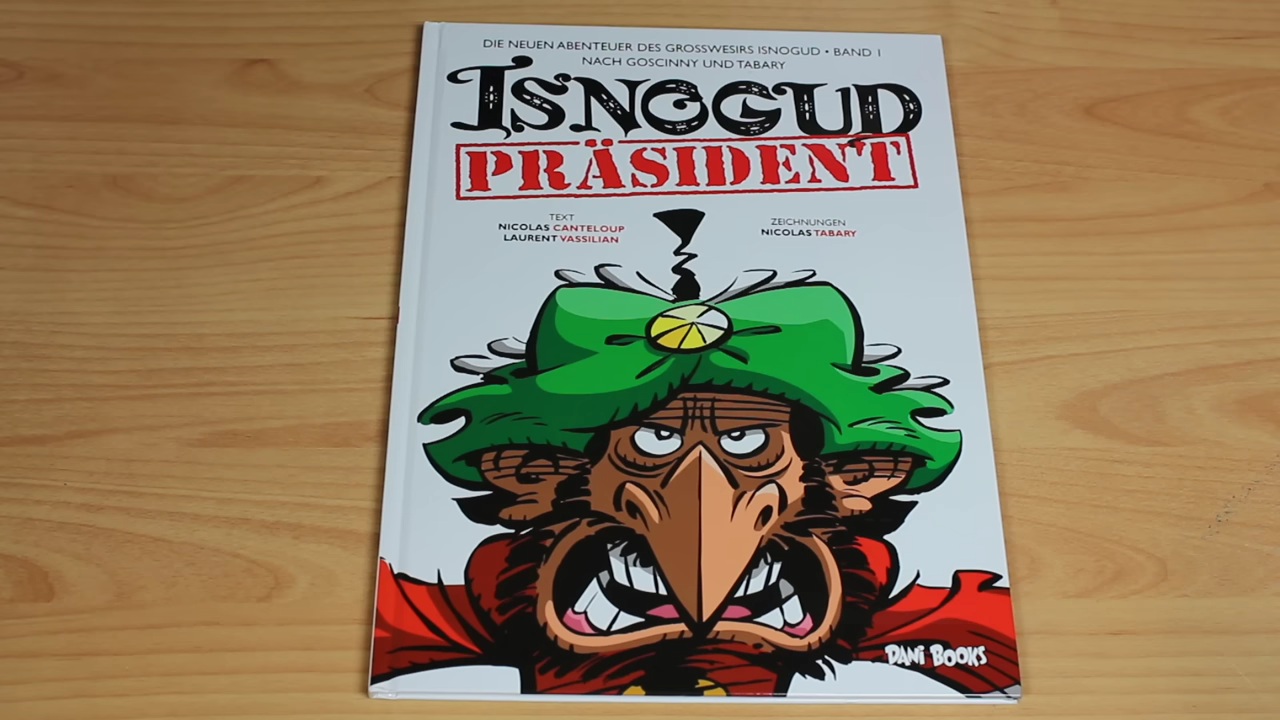 DIE NEUEN ABENTEUER DES GROSSWESIRS ISNOGUD • BAND 1
NACH GOSCINNY UND TABARY
ISNOGUD
PRÄSIDENT
TEXT
NICOLAS CANTELOUP
LAURENT VASSILIAN
ZEICHNUNGEN
NICOLAS TABARY
DANI BOOKS